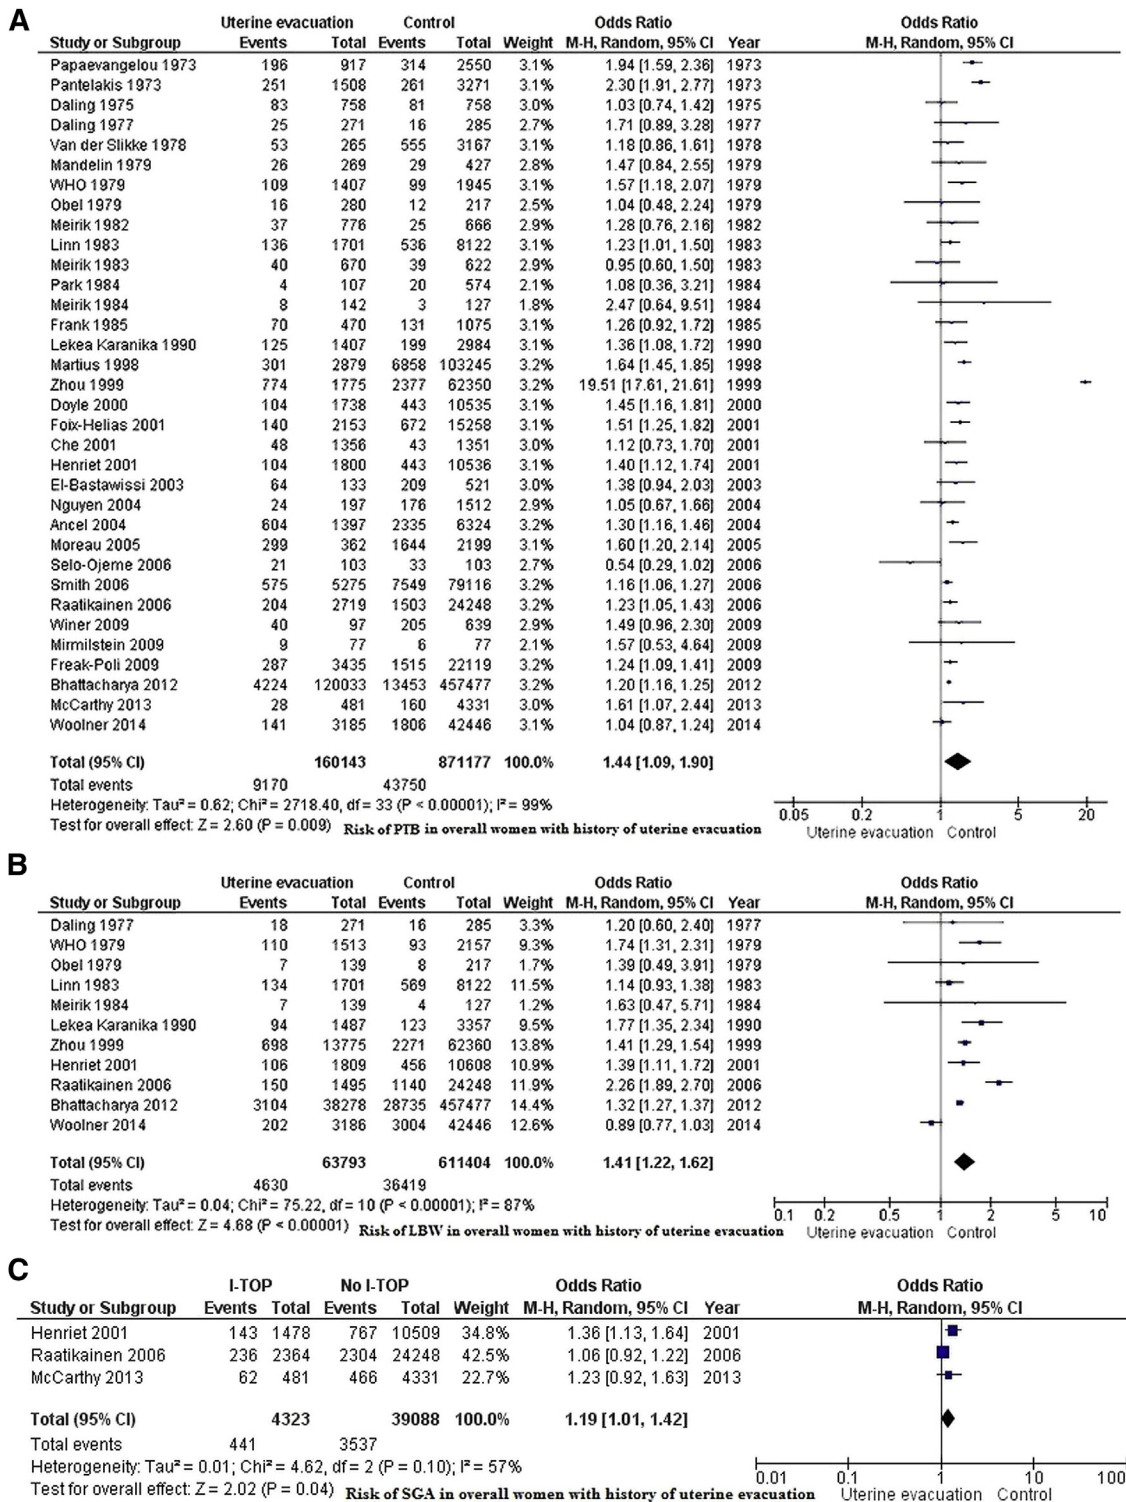 A
Uterine evacuation Control Odds Ratio Odds Ratio
Study or Subgroup Events Total Events Total Weight M-H, Random, 95% CI Year M-H, Random, 95% CI
Papaevangelou 1973 196 917 314 2550 3.1% 1.94 [1.59, 2.36] 1973
Pantelakis 1973 251 1508 261 3271 3.1% 2.30 [1.91, 2.77] 1973
Daling 1975 83 758 81 758 3.0% 1.03 [0.74, 1.42] 1975
Daling 1977 25 271 16 285 2.7% 1.71 [0.89, 3.28] 1977
Van der Slikke 1978 53 265 555 3167 3.1% 1.18 [0.86, 1.61] 1978
Mandelin 1979 26 269 29 427 2.8% 1.47 [0.84, 2.55] 1979
WHO 1979 109 1407 99 1945 3.1% 1.57 [1.18, 2.07] 1979
Obel 1979 16 280 12 217 2.5% 1.04 [0.48, 2.24] 1979
Meirik 1982 37 776 25 666 2.9% 1.28 [0.76, 2.16] 1982
Linn 1983 136 1701 536 8122 3.1% 1.23 [1.01, 1.50] 1983
Meirik 1983 40 670 39 622 2.9% 0.95 [0.60, 1.50] 1983
Park 1984 4 107 20 574 2.1% 1.08 [0.36, 3.21] 1984
Meirik 1984 8 142 3 127 1.8% 2.47 [0.64, 9.51] 1984
Frank 1985 70 470 131 1075 3.1% 1.26 [0.92, 1.72] 1985
Lekea Karanika 1990 125 1407 199 2984 3.1% 1.36 [1.08, 1.72] 1990
Martius 1998 301 2879 6858 103245 3.2% 1.64 [1.45, 1.85] 1998
Zhou 1999 774 1775 2377 62350 3.2% 19.51 [17.61, 21.61] 1999
Doyle 2000 104 1738 443 10535 3.1% 1.45 [1.16, 1.81] 2000
Foix-Helias 2001 140 2153 672 15258 3.1% 1.51 [1.25, 1.82] 2001
Che 2001 48 1356 43 1351 3.0% 1.12 [0.73, 1.70] 2001
Henriet 2001 104 1800 443 10536 3.1% 1.40 [1.12, 1.74] 2001
El-Bastawissi 2003 64 133 209 521 3.0% 1.38 [0.94, 2.03] 2003
Nguyen 2004 24 197 176 1512 2.9% 1.05 [0.67, 1.66] 2004
Ancel 2004 604 1397 2335 6324 3.2% 1.30 [1.16, 1.46] 2004
Moreau 2005 299 362 1644 2199 3.1% 1.60 [1.20, 2.14] 2005
Selo-Ojeme 2006 21 103 33 103 2.7% 0.54 [0.29, 1.02] 2006
Smith 2006 575 5275 7549 79116 3.2% 1.16 [1.06, 1.27] 2006
Raatikainen 2006 204 2719 1503 24248 3.2% 1.23 [1.05, 1.43] 2006
Winer 2009 40 97 205 639 2.9% 1.49 [0.96, 2.30] 2009
Mirmilstein 2009 9 77 6 77 2.1% 1.57 [0.53, 4.64] 2009
Freak-Poli 2009 287 3435 1515 22119 3.2% 1.24 [1.09, 1.41] 2009
Bhattacharya 2012 4224 120033 13453 457477 3.2% 1.20 [1.16, 1.25] 2012
McCarthy 2013 28 481 160 4331 3.0% 1.61 [1.07, 2.44] 2013
Woolner 2014 141 3185 1806 42446 3.1% 1.04 [0.87, 1.24] 2014
Total (95% CI) 160143 871177 100.0% 1.44 [1.09, 1.90]
Total events 9170 43750
Heterogeneity: Tau² = 0.62; Chi² = 2718.40, df = 33 (P < 0.00001); I² = 99%
Test for overall effect: Z = 2.60 (P = 0.009) Risk of PTB in overall women with history of uterine evacuation
0.05 0.2 1 5 20
Uterine evacuation Control
B
Uterine evacuation Control Odds Ratio Odds Ratio
Study or Subgroup Events Total Events Total Weight M-H, Random, 95% CI Year M-H, Random, 95% CI
Daling 1977 18 271 16 285 3.3% 1.20 [0.60, 2.40] 1977
WHO 1979 110 1513 93 2157 9.3% 1.74 [1.31, 2.31] 1979
Obel 1979 7 139 8 217 1.7% 1.39 [0.49, 3.91] 1979
Linn 1983 134 1701 569 8122 11.5% 1.14 [0.93, 1.38] 1983
Meirik 1984 7 139 4 127 1.2% 1.63 [0.47, 5.71] 1984
Lekea Karanika 1990 94 1487 123 3357 9.5% 1.77 [1.35, 2.34] 1990
Zhou 1999 698 13775 2271 62360 13.8% 1.41 [1.29, 1.54] 1999
Henriet 2001 106 1809 456 10608 10.9% 1.39 [1.11, 1.72] 2001
Raatikainen 2006 150 1495 1140 24248 11.9% 2.26 [1.89, 2.70] 2006
Bhattacharya 2012 3104 38278 28735 457477 14.4% 1.32 [1.27, 1.37] 2012
Woolner 2014 202 3186 3004 42446 12.6% 0.89 [0.77, 1.03] 2014
Total (95% CI) 63793 611404 100.0% 1.41 [1.22, 1.62]
Total events 4630 36419
Heterogeneity: Tau² = 0.04; Chi² = 75.22, df = 10 (P < 0.00001); I² = 87%
Test for overall effect: Z = 4.68 (P < 0.00001) Risk of LBW in overall women with history of uterine evacuation
0.1 0.2 0.5 1 2 5 10
Uterine evacuation Control
C
I-TOP No I-TOP Odds Ratio Odds Ratio
Study or Subgroup Events Total Events Total Weight M-H, Random, 95% CI Year M-H, Random, 95% CI
Henriet 2001 143 1478 767 10509 34.8% 1.36 [1.13, 1.64] 2001
Raatikainen 2006 236 2364 2304 24248 42.5% 1.06 [0.92, 1.22] 2006
McCarthy 2013 62 481 466 4331 22.7% 1.23 [0.92, 1.63] 2013
Total (95% CI) 4323 39088 100.0% 1.19 [1.01, 1.42]
Total events 441 3537
Heterogeneity: Tau² = 0.01; Chi² = 4.62, df = 2 (P = 0.10); I² = 57%
Test for overall effect: Z = 2.02 (P = 0.04) Risk of SGA in overall women with history of uterine evacuation
0.01 0.1 1 10 100
Uterine evacuation Control